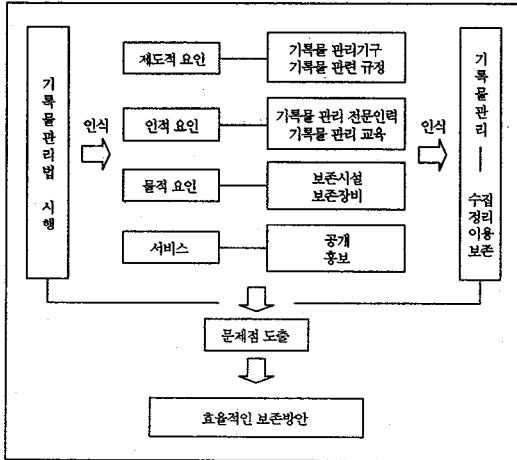 기록물관리법 시행
인식
제도적 요인
기록물 관리기구
기록물 관련 규정
인적 요인
기록물 관리 전문인력
기록물 관리 교육
물적 요인
보존시설
보존장비
서비스
공개
홍보
인식
기록물관리
수집
정리
이용
보존
문제점 도출
효율적인 보존방안